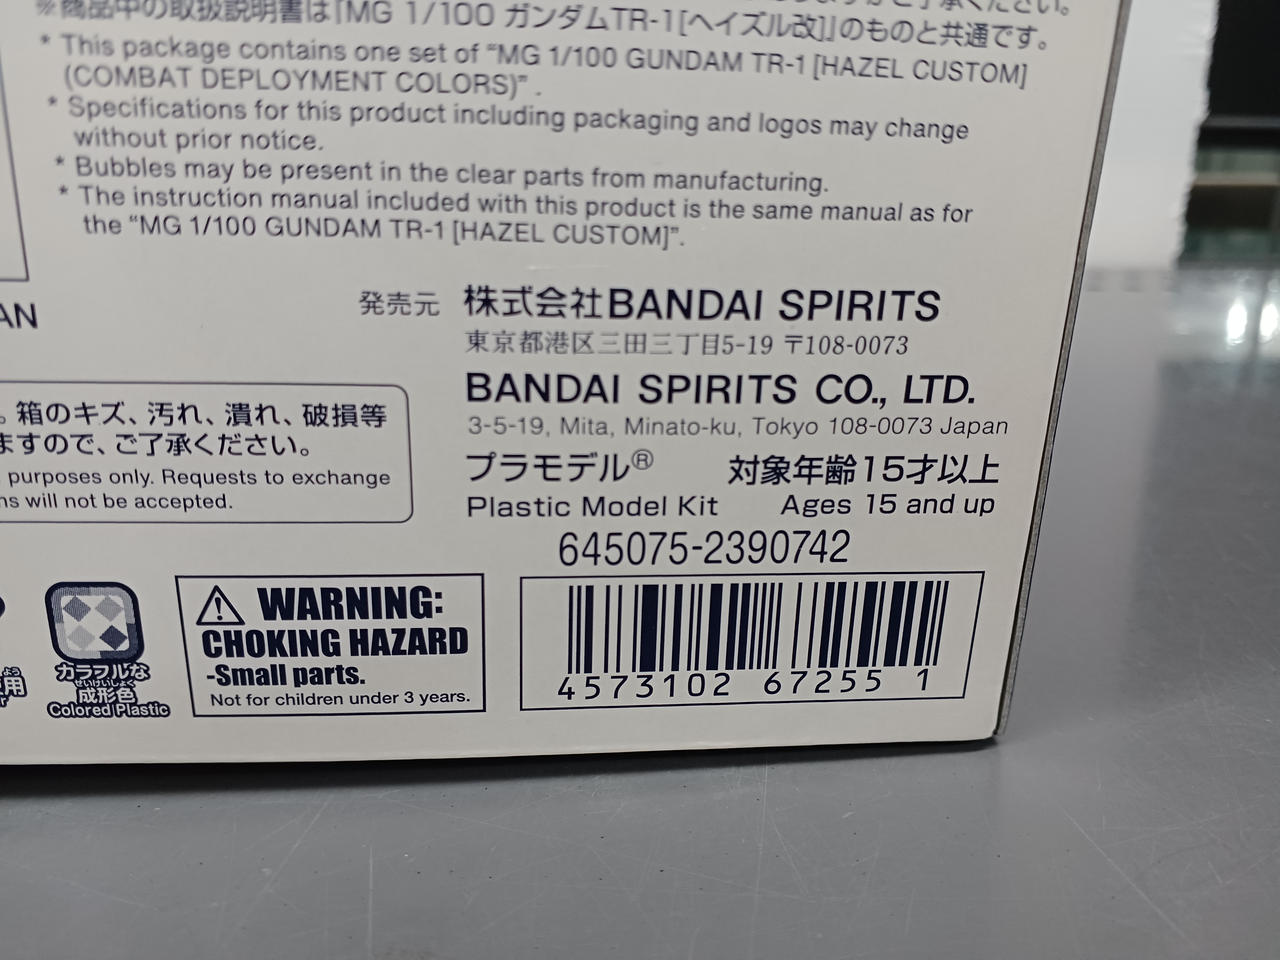 ※商品中の取扱説明書は「MG 1/100 ガンダムTR-1[ヘイズル改]」のものと共通です。
* This package contains one set of “MG 1/100 GUNDAM TR-1 [HAZEL CUSTOM]
(COMBAT DEPLOYMENT COLORS)” .
* Specifications for this product including packaging and logos may change
without prior notice.
* Bubbles may be present in the clear parts from manufacturing.
* The instruction manual included with this product is the same manual as for
the “MG 1/100 GUNDAM TR-1 [HAZEL CUSTOM]”.
AN
発売元 株式会社BANDAI SPIRITS
東京都港区三田三丁目5-19 〒108-0073
BANDAI SPIRITS CO., LTD.
3-5-19, Mita, Minato-ku, Tokyo 108-0073 Japan
。箱のキズ、汚れ、潰れ、破損等
ますので、ご了承ください。
purposes only. Requests to exchange
ns will not be accepted.
プラモデル® 対象年齢15才以上
Plastic Model Kit Ages 15 and up
645075-2390742
カラフルな
せいけいしょく
成形色
Colored Plastic
WARNING:
CHOKING HAZARD
-Small parts.
Not for children under 3 years.
4573102 67255 1